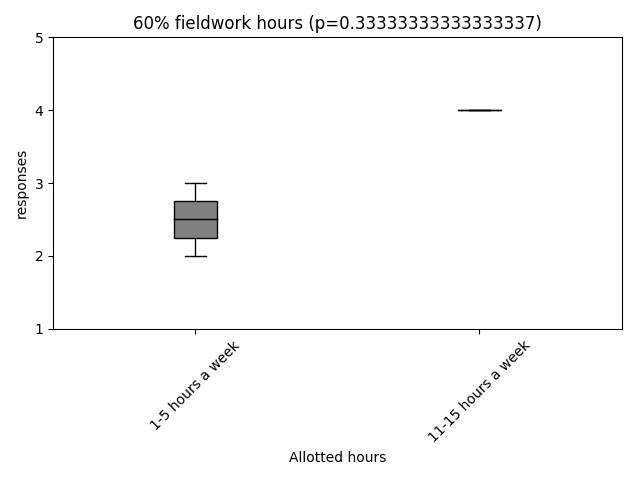 60% fieldwork hours (p=0.33333333333333337)
5
4
3
2
1
responses
1-5 hours a week
11-15 hours a week
Allotted hours